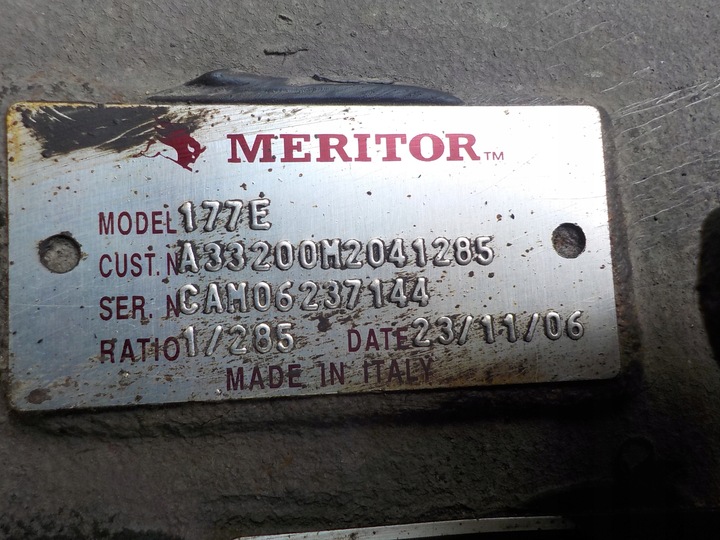 MERITOR™
MODEL 177E
CUST. N A33200M2041285
SER. N CAM06237144
RATIO 1/285 DATE 23/11/06
MADE IN ITALY